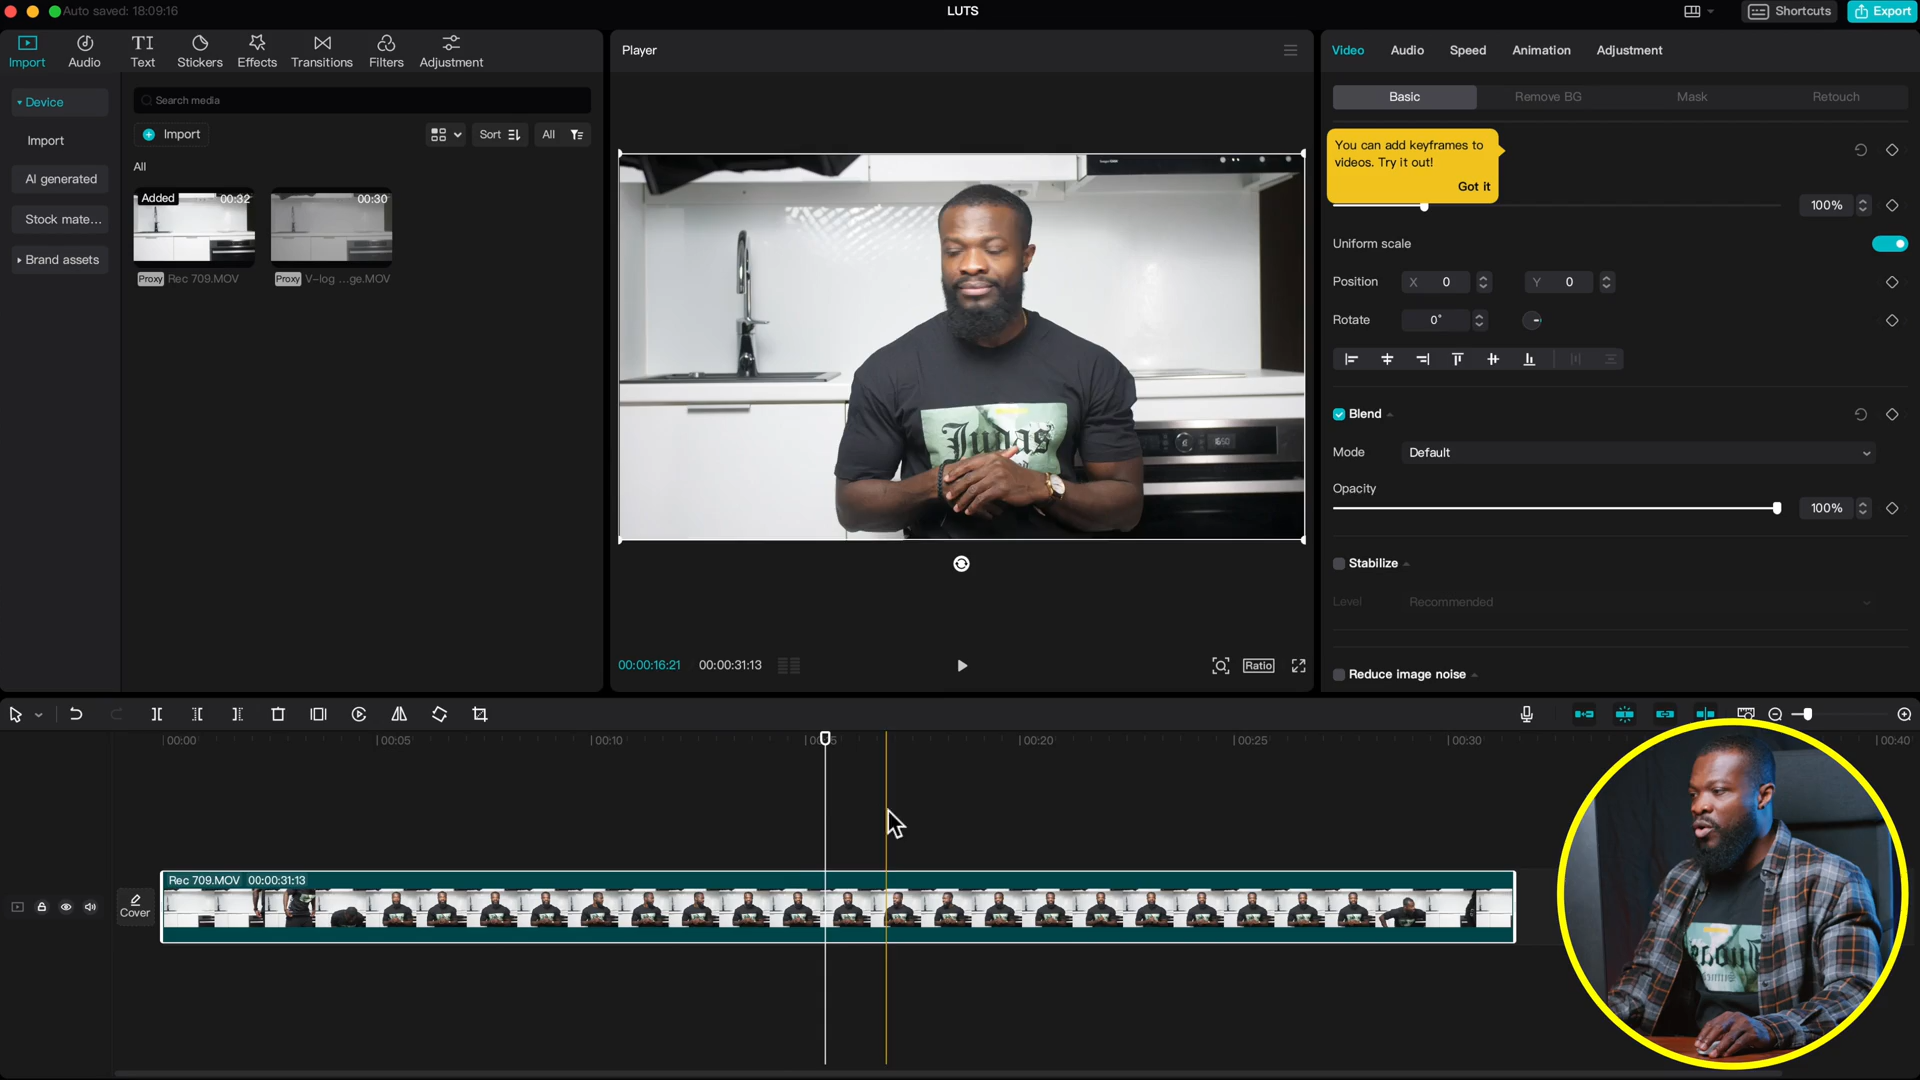 Auto saved: 18:09:16
LUTS
Shortcuts
Export
Import
Audio
Text
Stickers
Effects
Transitions
Filters
Adjustment
Device
Import
AI generated
Stock mate...
Brand assets
Search media
Import
Sort
All
All
Added
00:32
00:30
Proxy Rec 709.MOV
Proxy V-log ...ge.MOV
Player
Judas
1650
00:00:16:21
00:00:31:13
Ratio
Video
Audio
Speed
Animation
Adjustment
Basic
Remove BG
Mask
Retouch
You can add keyframes to
videos. Try it out!
Got it
100%
Uniform scale
Position
X 0
Y 0
Rotate
0°
Blend
Mode
Default
Opacity
100%
Stabilize
Level
Recommended
Reduce image noise
00:00
00:05
00:10
00:20
00:25
00:30
00:40
Cover
Rec 709.MOV 00:00:31:13